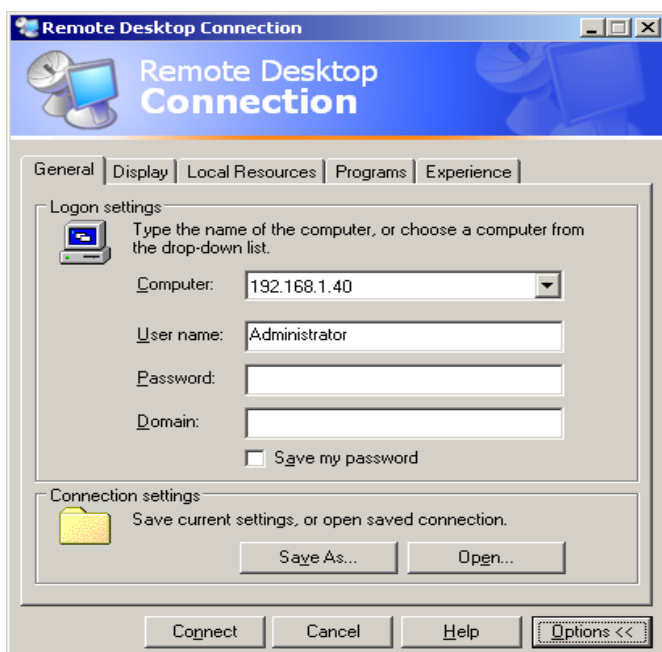 Remote Desktop Connection
Remote Desktop
Connection
General Display Local Resources Programs Experience
Logon settings
Type the name of the computer, or choose a computer from
the drop-down list.
Computer: 192.168.1.40
User name: Administrator
Password:
Domain:
Save my password
Connection settings
Save current settings, or open saved connection.
Save As... Open...
Connect Cancel Help Options <<